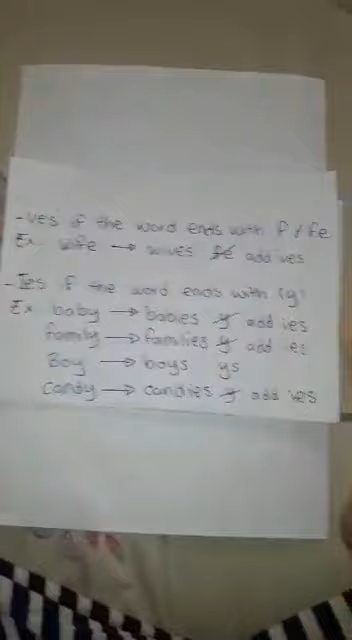 -ves if the word ends with f / fe
Ex. wife → wives fe add ves
-Ies if the word ends with (y)
Ex baby → babies y add ies
family → families y add es
Boy → boys ys
Candy → candies y add ies